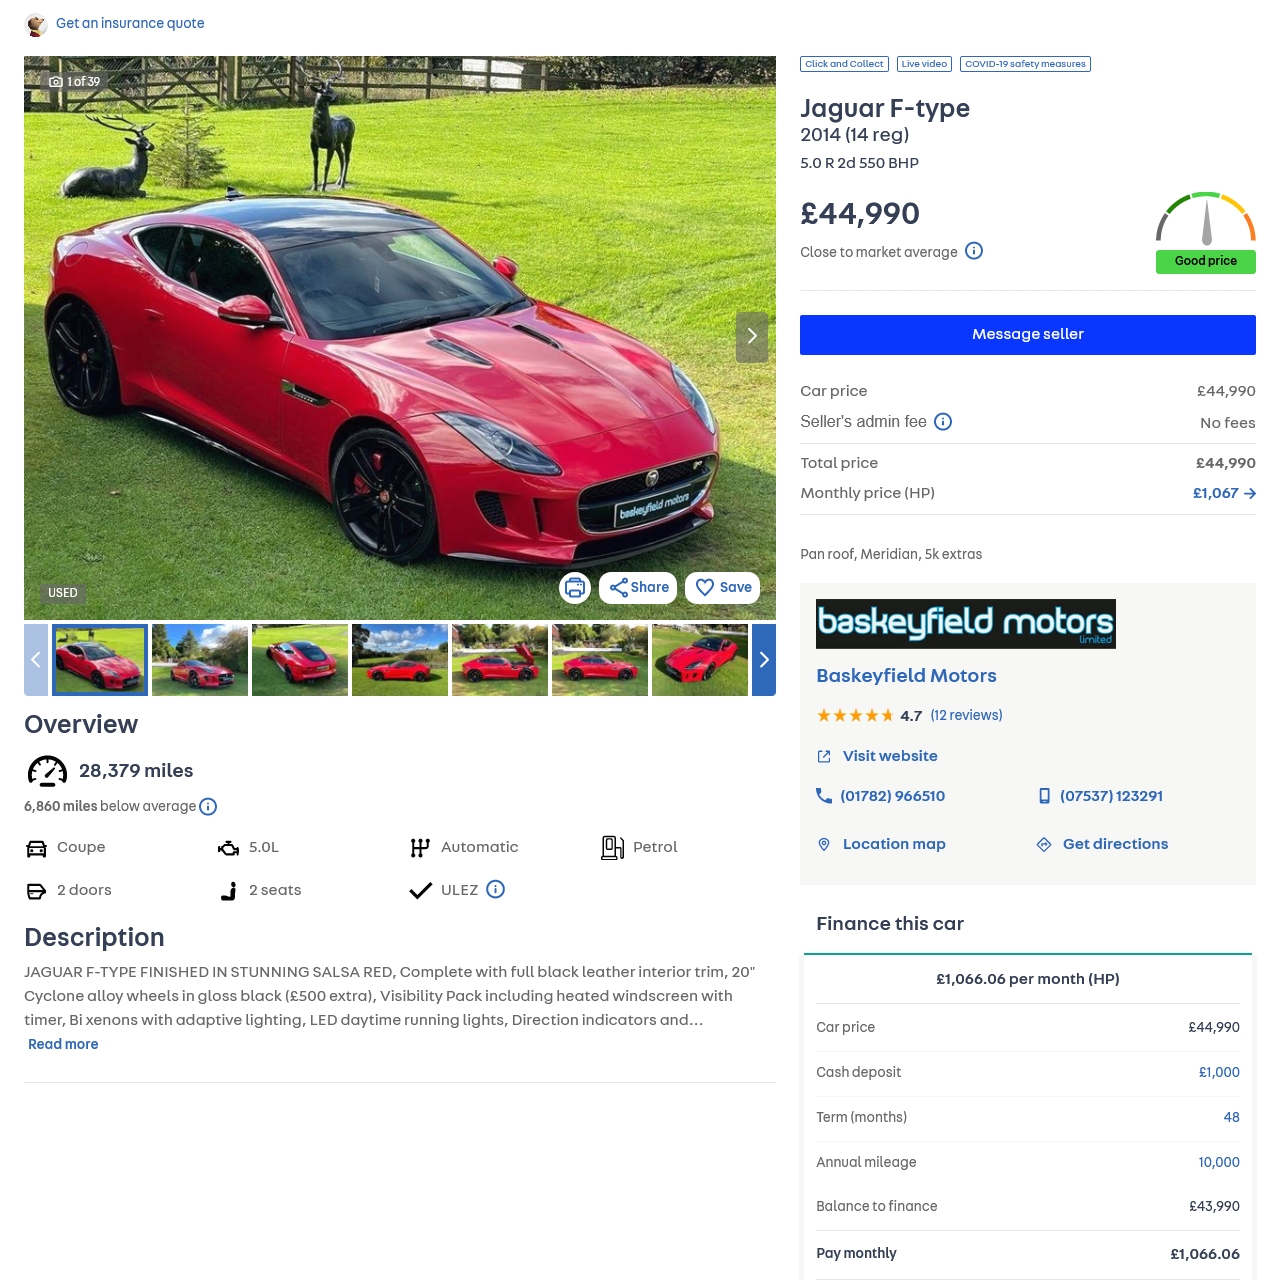 Get an insurance quote
1 of 39
baskeyfield motors
USED
Share
Save
Overview
28,379 miles
6,860 miles below average
Coupe
5.0L
Automatic
Petrol
2 doors
2 seats
ULEZ
Description
JAGUAR F-TYPE FINISHED IN STUNNING SALSA RED, Complete with full black leather interior trim, 20"
Cyclone alloy wheels in gloss black (£500 extra), Visibility Pack including heated windscreen with
timer, Bi xenons with adaptive lighting, LED daytime running lights, Direction indicators and...
Read more
Click and Collect
Live video
COVID-19 safety measures
Jaguar F-type
2014 (14 reg)
5.0 R 2d 550 BHP
£44,990
Close to market average
Good price
Message seller
Car price £44,990
Seller's admin fee No fees
Total price £44,990
Monthly price (HP) £1,067
Pan roof, Meridian, 5k extras
baskeyfield motors
limited
Baskeyfield Motors
4.7 (12 reviews)
Visit website
(01782) 966510
(07537) 123291
Location map
Get directions
Finance this car
£1,066.06 per month (HP)
Car price £44,990
Cash deposit £1,000
Term (months) 48
Annual mileage 10,000
Balance to finance £43,990
Pay monthly £1,066.06